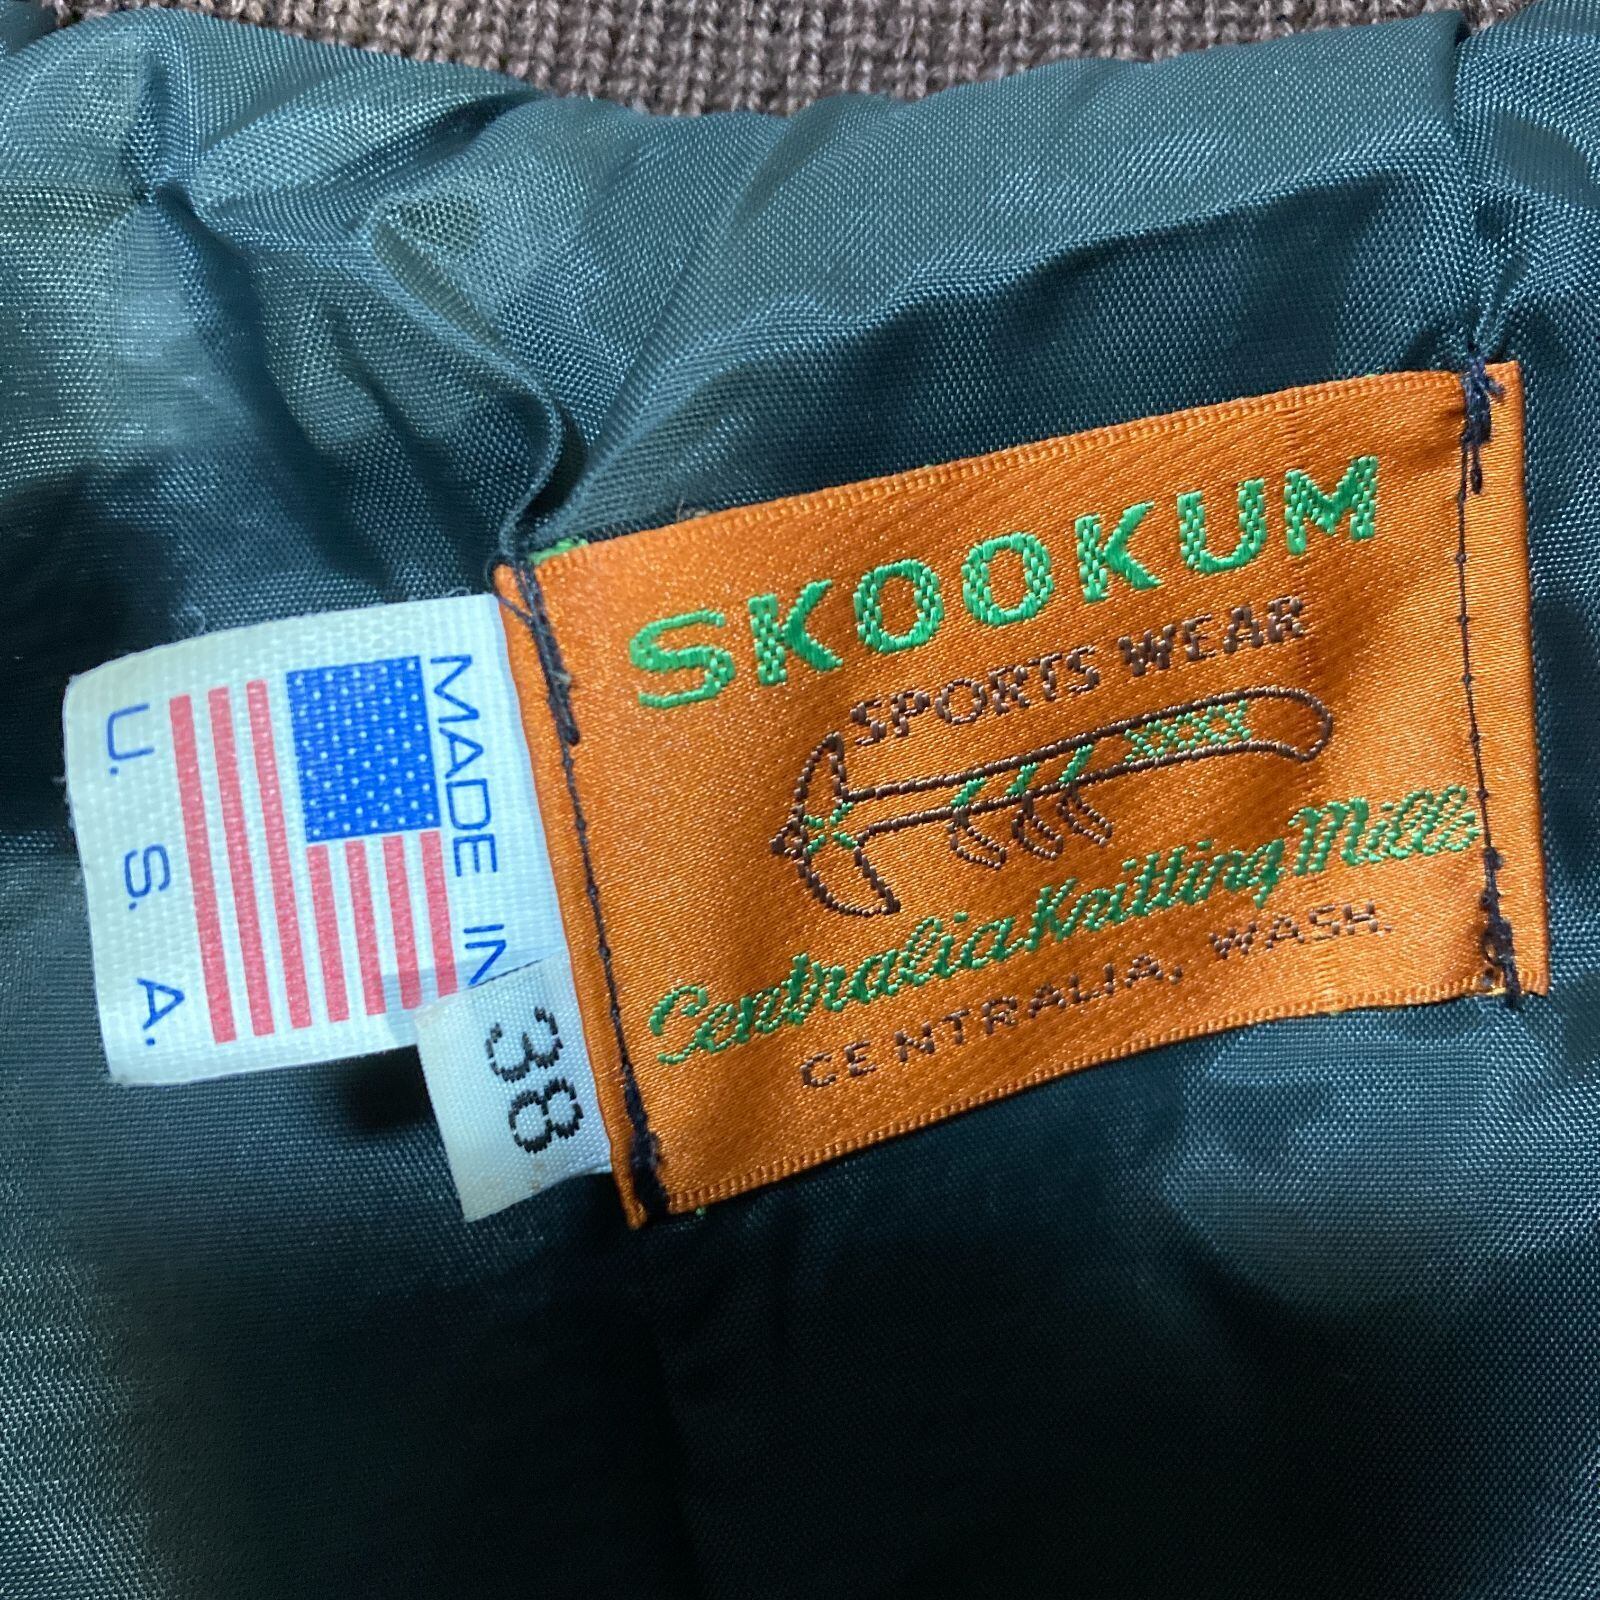 SKOOKUM
SPORTS WEAR
Centralia Knitting Mills
CENTRALIA, WASH.
MADE IN
U. S. A.
38